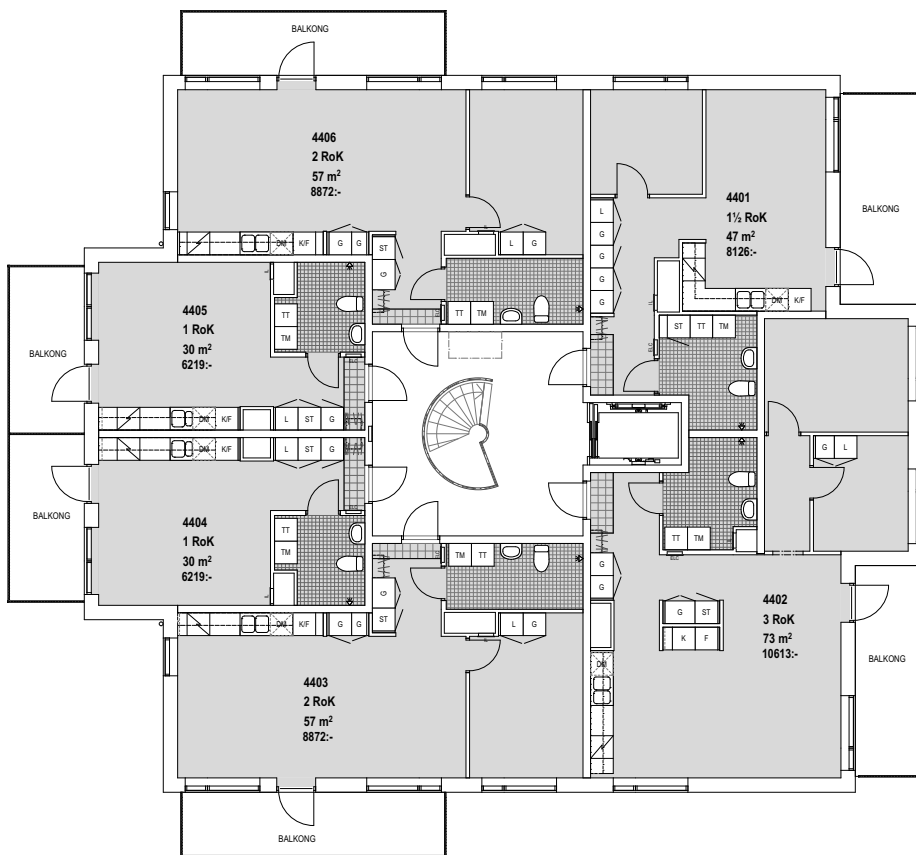 BALKONG
4406
2 RoK
57 m²
8872:-
4401
1½ RoK
47 m²
8126:-
BALKONG
DM K/F G G ST G L G
L G G G G
TT TM
DM K/F
ST TT TM
ELC
4405
1 RoK
30 m²
6219:-
TT
TM
BALKONG
DM K/F L ST G
DM K/F L ST G
G L
BALKONG
4404
1 RoK
30 m²
6219:-
TT
TM
TM TT
TT TM
ELC
G
ST
G
G
DM K/F G G
L G
G ST
K F
4402
3 RoK
73 m²
10613:-
BALKONG
DM
4403
2 RoK
57 m²
8872:-
BALKONG